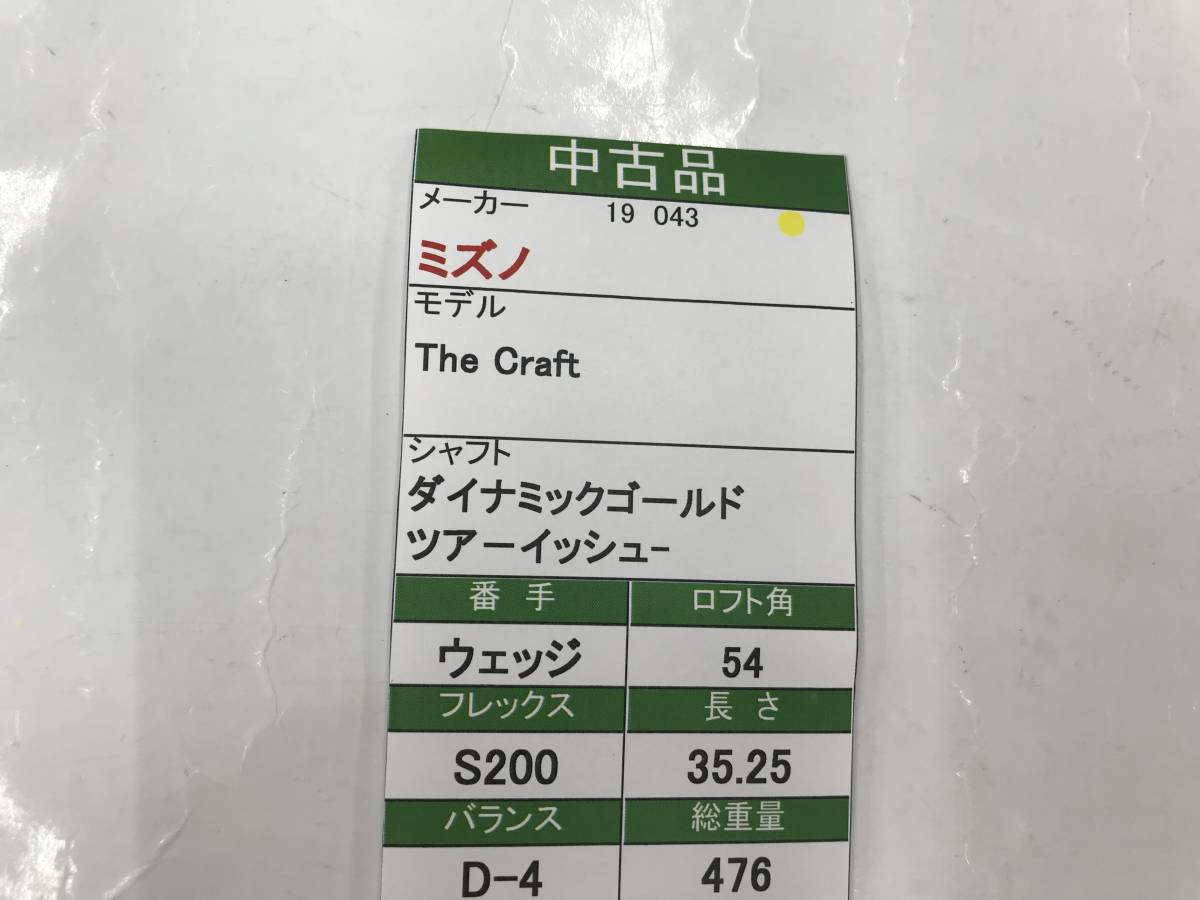 中古品
メーカー 19 043
ミズノ
モデル
The Craft
シャフト
ダイナミックゴールド
ツアーイッシュ-
番 手 ロフト角
ウェッジ 54
フレックス 長 さ
S200 35.25
バランス 総重量
D-4 476